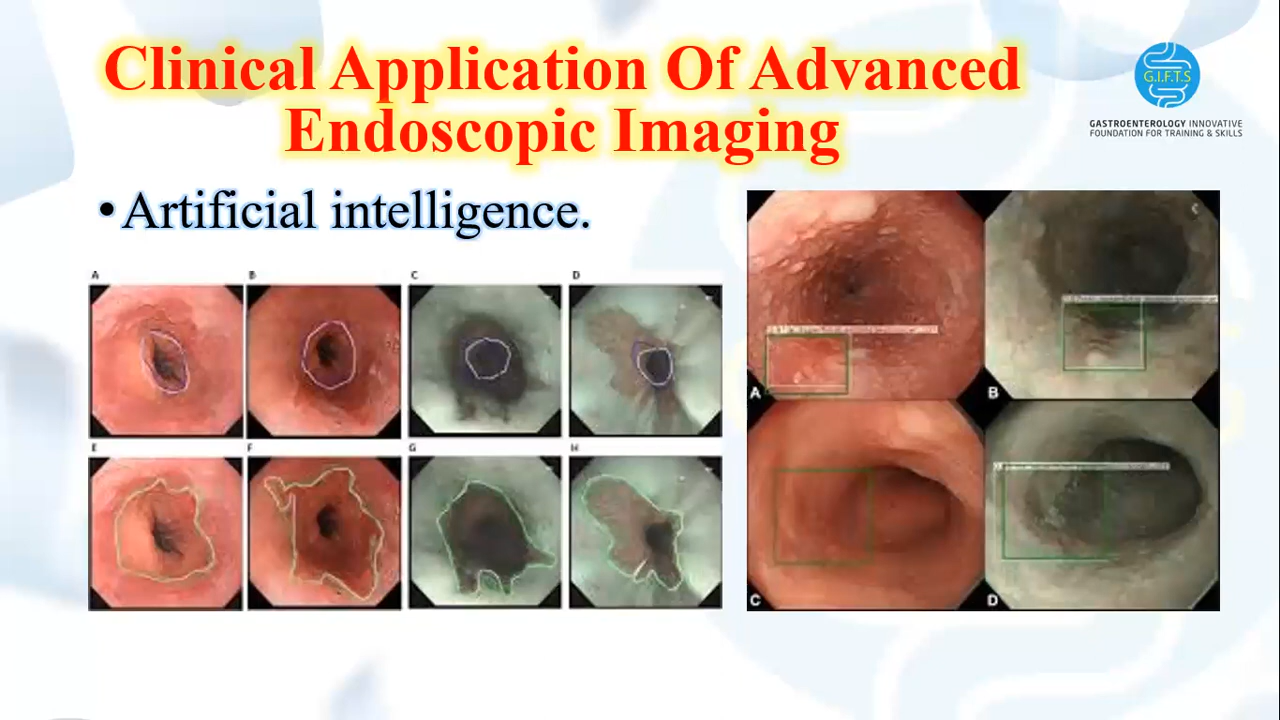 Clinical Application Of Advanced
Endoscopic Imaging
G.I.F.T.S
GASTROENTEROLOGY INNOVATIVE
FOUNDATION FOR TRAINING & SKILLS
•Artificial intelligence.
A B C D
E F G H
A B
C D